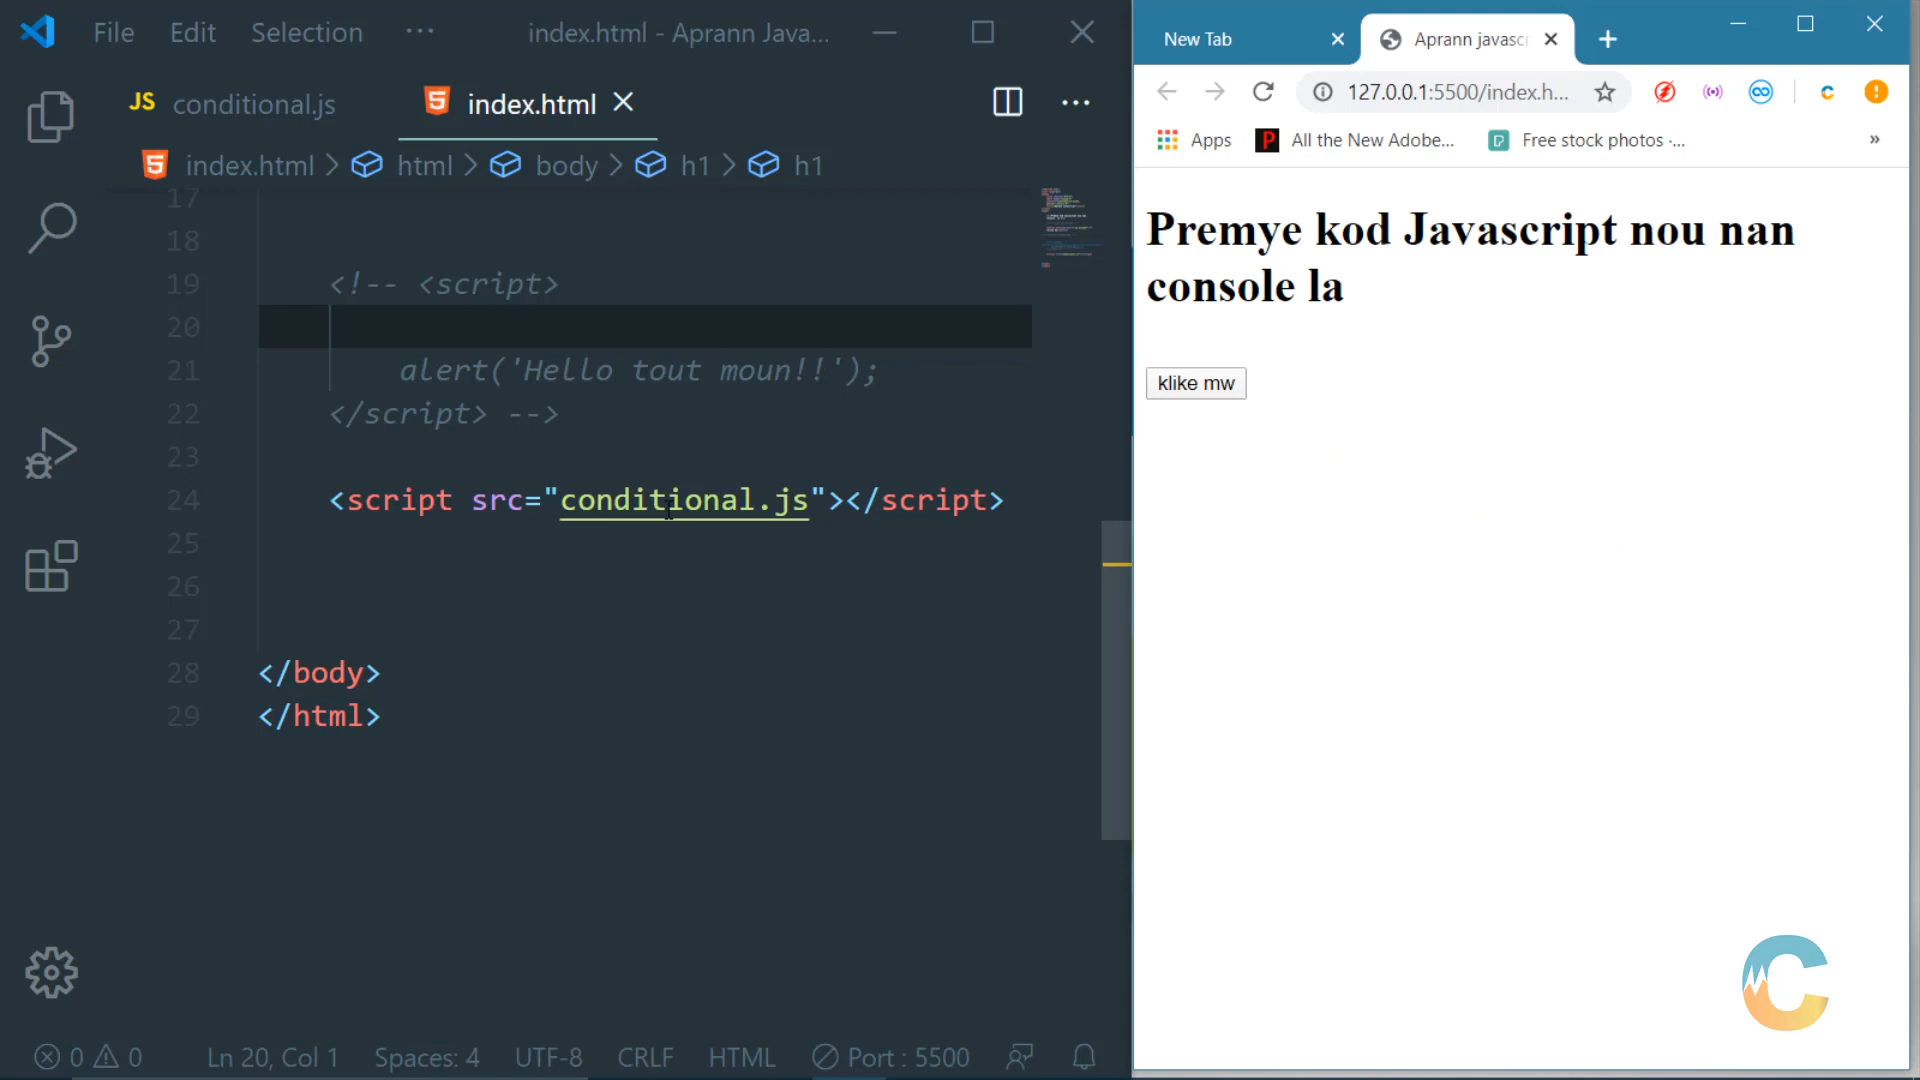 File Edit Selection ··· index.html - Aprann Java...
JS conditional.js index.html
index.html > html > body > h1 > h1
17
18
19 <!-- <script>
20
21 alert('Hello tout moun!!');
22 </script> -->
23
24 <script src="conditional.js"></script>
25
26
27
28 </body>
29 </html>
0 0 Ln 20, Col 1 Spaces: 4 UTF-8 CRLF HTML Port : 5500
New Tab Aprann javasc
127.0.0.1:5500/index.h...
Apps All the New Adobe... Free stock photos ·... »
Premye kod Javascript nou nan
console la
klike mw
C